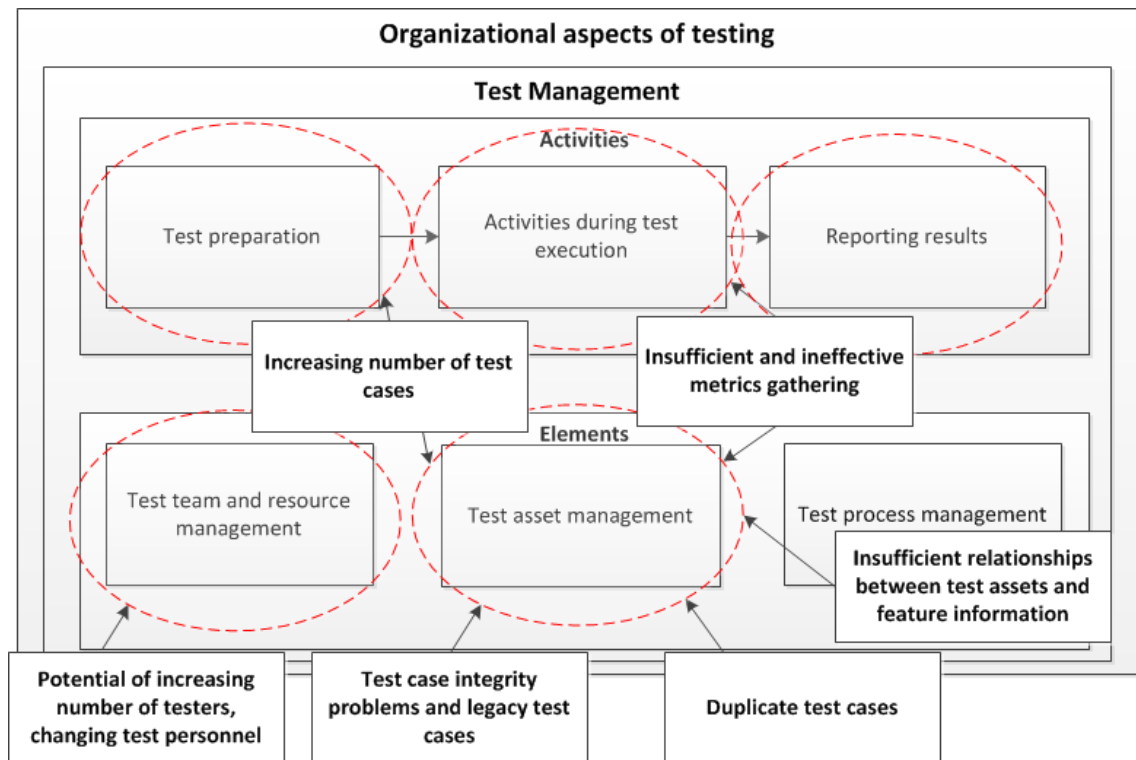 Organizational aspects of testing
Test Management
Activities
Test preparation
Activities during test
execution
Reporting results
Increasing number of test
cases
Insufficient and ineffective
metrics gathering
Elements
Test team and resource
management
Test asset management
Test process management
Insufficient relationships
between test assets and
feature information
Potential of increasing
number of testers,
changing test personnel
Test case integrity
problems and legacy test
cases
Duplicate test cases